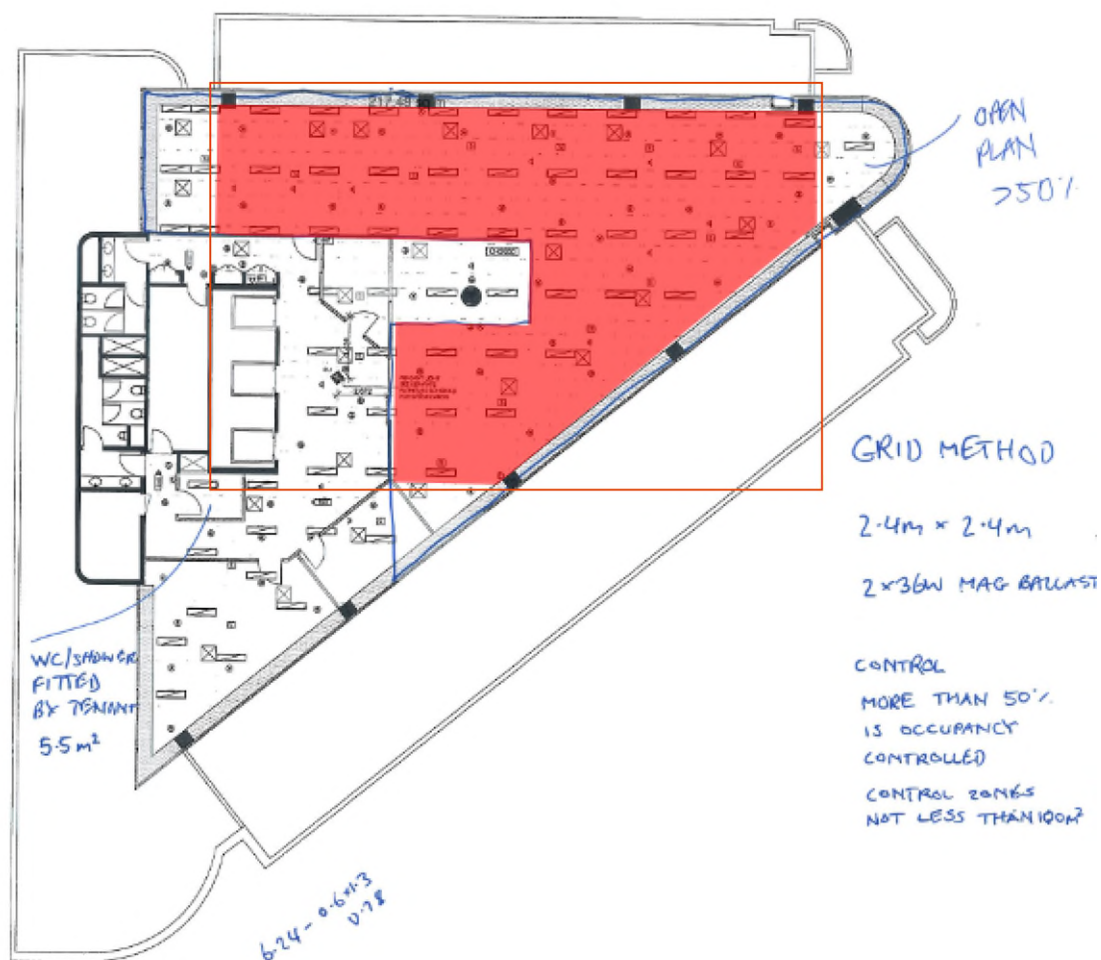 OPEN
PLAN
>50%
GRID METHOD
2.4m × 2.4m
2×36W MAG BALLAST
CONTROL
MORE THAN 50%
IS OCCUPANCY
CONTROLLED
CONTROL ZONES
NOT LESS THAN 100m²
WC/SHOWER
FITTED
BY TENANT
5.5m²
6.24 - 0.6×1.3
0.78